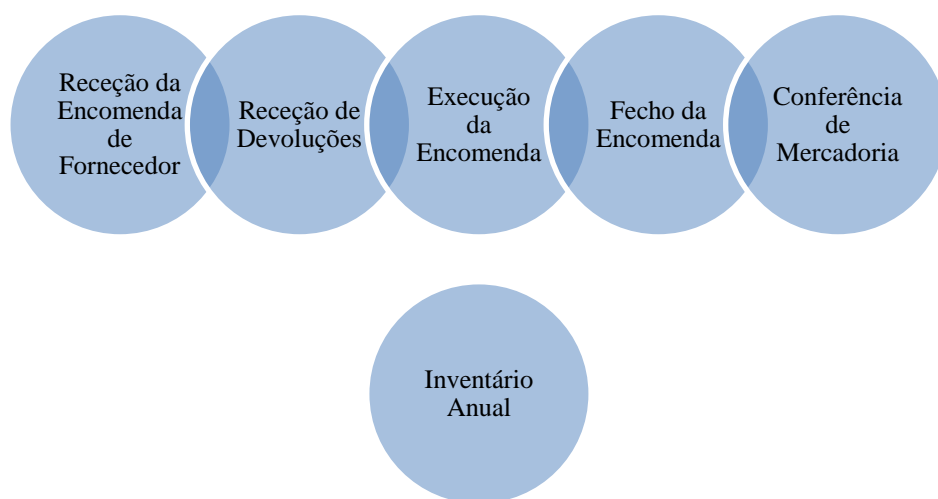 Receção da
Encomenda
de
Fornecedor
Receção de
Devoluções
Execução
da
Encomenda
Fecho da
Encomenda
Conferência
de
Mercadoria
Inventário
Anual